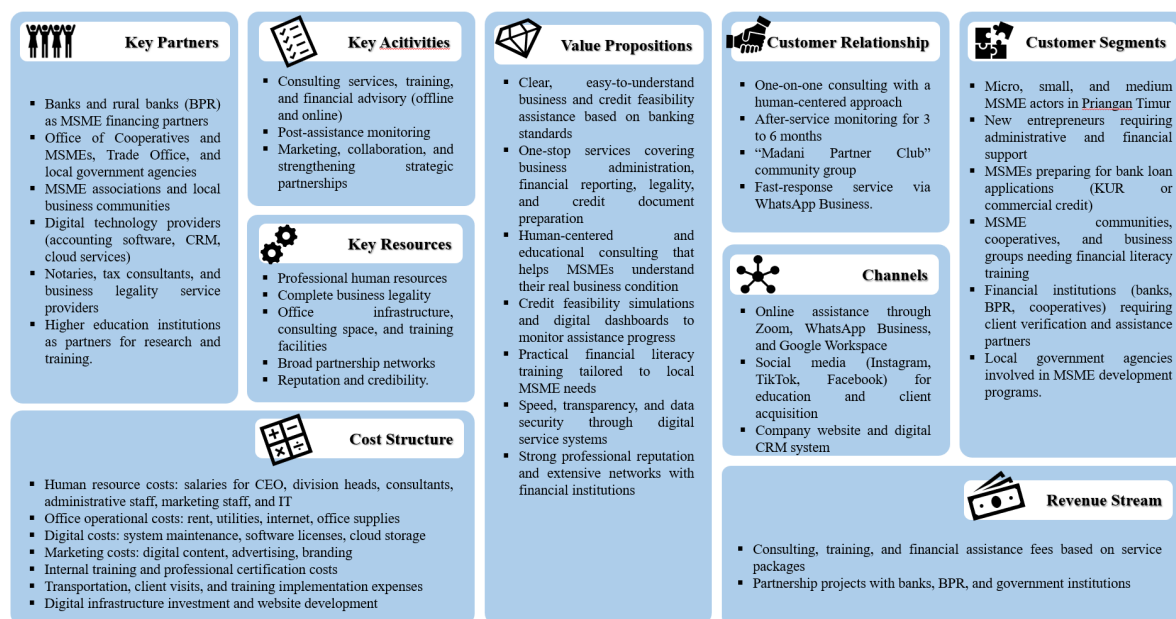 Key Partners
▪ Banks and rural banks (BPR)
as MSME financing partners
▪ Office of Cooperatives and
MSMEs, Trade Office, and
local government agencies
▪ MSME associations and local
business communities
▪ Digital technology providers
(accounting software, CRM,
cloud services)
▪ Notaries, tax consultants, and
business legality service
providers
▪ Higher education institutions
as partners for research and
training.
Key Acitivities
▪ Consulting services, training,
and financial advisory (offline
and online)
▪ Post-assistance monitoring
▪ Marketing, collaboration, and
strengthening strategic
partnerships
Key Resources
▪ Professional human resources
▪ Complete business legality
▪ Office infrastructure,
consulting space, and training
facilities
▪ Broad partnership networks
▪ Reputation and credibility.
Value Propositions
▪ Clear, easy-to-understand
business and credit feasibility
assistance based on banking
standards
▪ One-stop services covering
business administration,
financial reporting, legality,
and credit document
preparation
▪ Human-centered and
educational consulting that
helps MSMEs understand
their real business condition
▪ Credit feasibility simulations
and digital dashboards to
monitor assistance progress
▪ Practical financial literacy
training tailored to local
MSME needs
▪ Speed, transparency, and data
security through digital
service systems
▪ Strong professional reputation
and extensive networks with
financial institutions
Customer Relationship
▪ One-on-one consulting with a
human-centered approach
▪ After-service monitoring for 3
to 6 months
▪ “Madani Partner Club”
community group
▪ Fast-response service via
WhatsApp Business.
Channels
▪ Online assistance through
Zoom, WhatsApp Business,
and Google Workspace
▪ Social media (Instagram,
TikTok, Facebook) for
education and client
acquisition
▪ Company website and digital
CRM system
Customer Segments
▪ Micro, small, and medium
MSME actors in Priangan Timur
▪ New entrepreneurs requiring
administrative and financial
support
▪ MSMEs preparing for bank loan
applications (KUR or
commercial credit)
▪ MSME communities,
cooperatives, and business
groups needing financial literacy
training
▪ Financial institutions (banks,
BPR, cooperatives) requiring
client verification and assistance
partners
▪ Local government agencies
involved in MSME development
programs.
Cost Structure
▪ Human resource costs: salaries for CEO, division heads, consultants,
administrative staff, marketing staff, and IT
▪ Office operational costs: rent, utilities, internet, office supplies
▪ Digital costs: system maintenance, software licenses, cloud storage
▪ Marketing costs: digital content, advertising, branding
▪ Internal training and professional certification costs
▪ Transportation, client visits, and training implementation expenses
▪ Digital infrastructure investment and website development
Revenue Stream
▪ Consulting, training, and financial assistance fees based on service
packages
▪ Partnership projects with banks, BPR, and government institutions